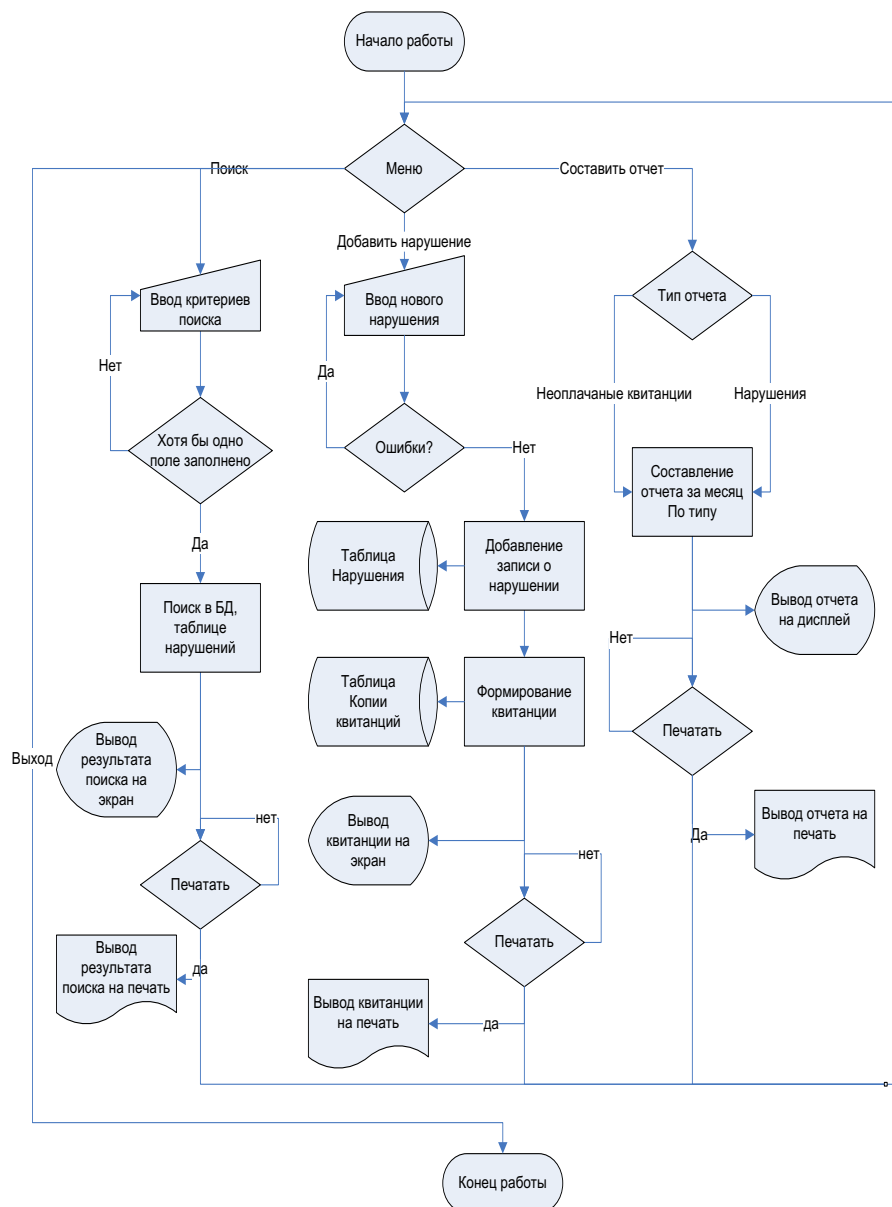 Начало работы
Меню
Поиск
Составить отчет
Добавить нарушение
Ввод критериев
поиска
Ввод нового
нарушения
Тип отчета
Нет
Да
Неоплачаные квитанции
Нарушения
Хотя бы одно
поле заполнено
Ошибки?
Нет
Составление
отчета за месяц
По типу
Да
Таблица
Нарушения
Добавление
записи о
нарушении
Вывод отчета
на дисплей
Поиск в БД,
таблице
нарушений
Нет
Таблица
Копии
квитанций
Формирование
квитанции
Печатать
Выход
Вывод
результата
поиска на
экран
нет
Вывод
квитанции на
экран
нет
Да
Вывод отчета на
печать
Печатать
Печатать
Вывод
результата
поиска на печать
да
Вывод квитанции
на печать
да
Конец работы